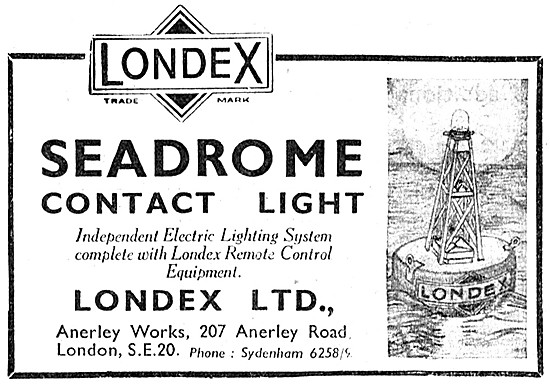 LONDEX
TRADE MARK
SEADROME
CONTACT LIGHT
Independent Electric Lighting System
complete with Londex Remote Control
Equipment.
LONDEX LTD.,
Anerley Works, 207 Anerley Road
London, S.E.20. Phone : Sydenham 6258/9
LONDEX